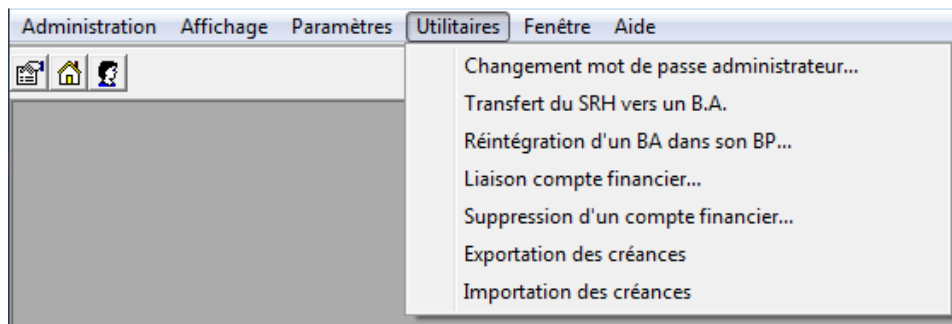 Administration Affichage Paramètres Utilitaires Fenêtre Aide
Changement mot de passe administrateur...
Transfert du SRH vers un B.A.
Réintégration d'un BA dans son BP...
Liaison compte financier...
Suppression d'un compte financier...
Exportation des créances
Importation des créances